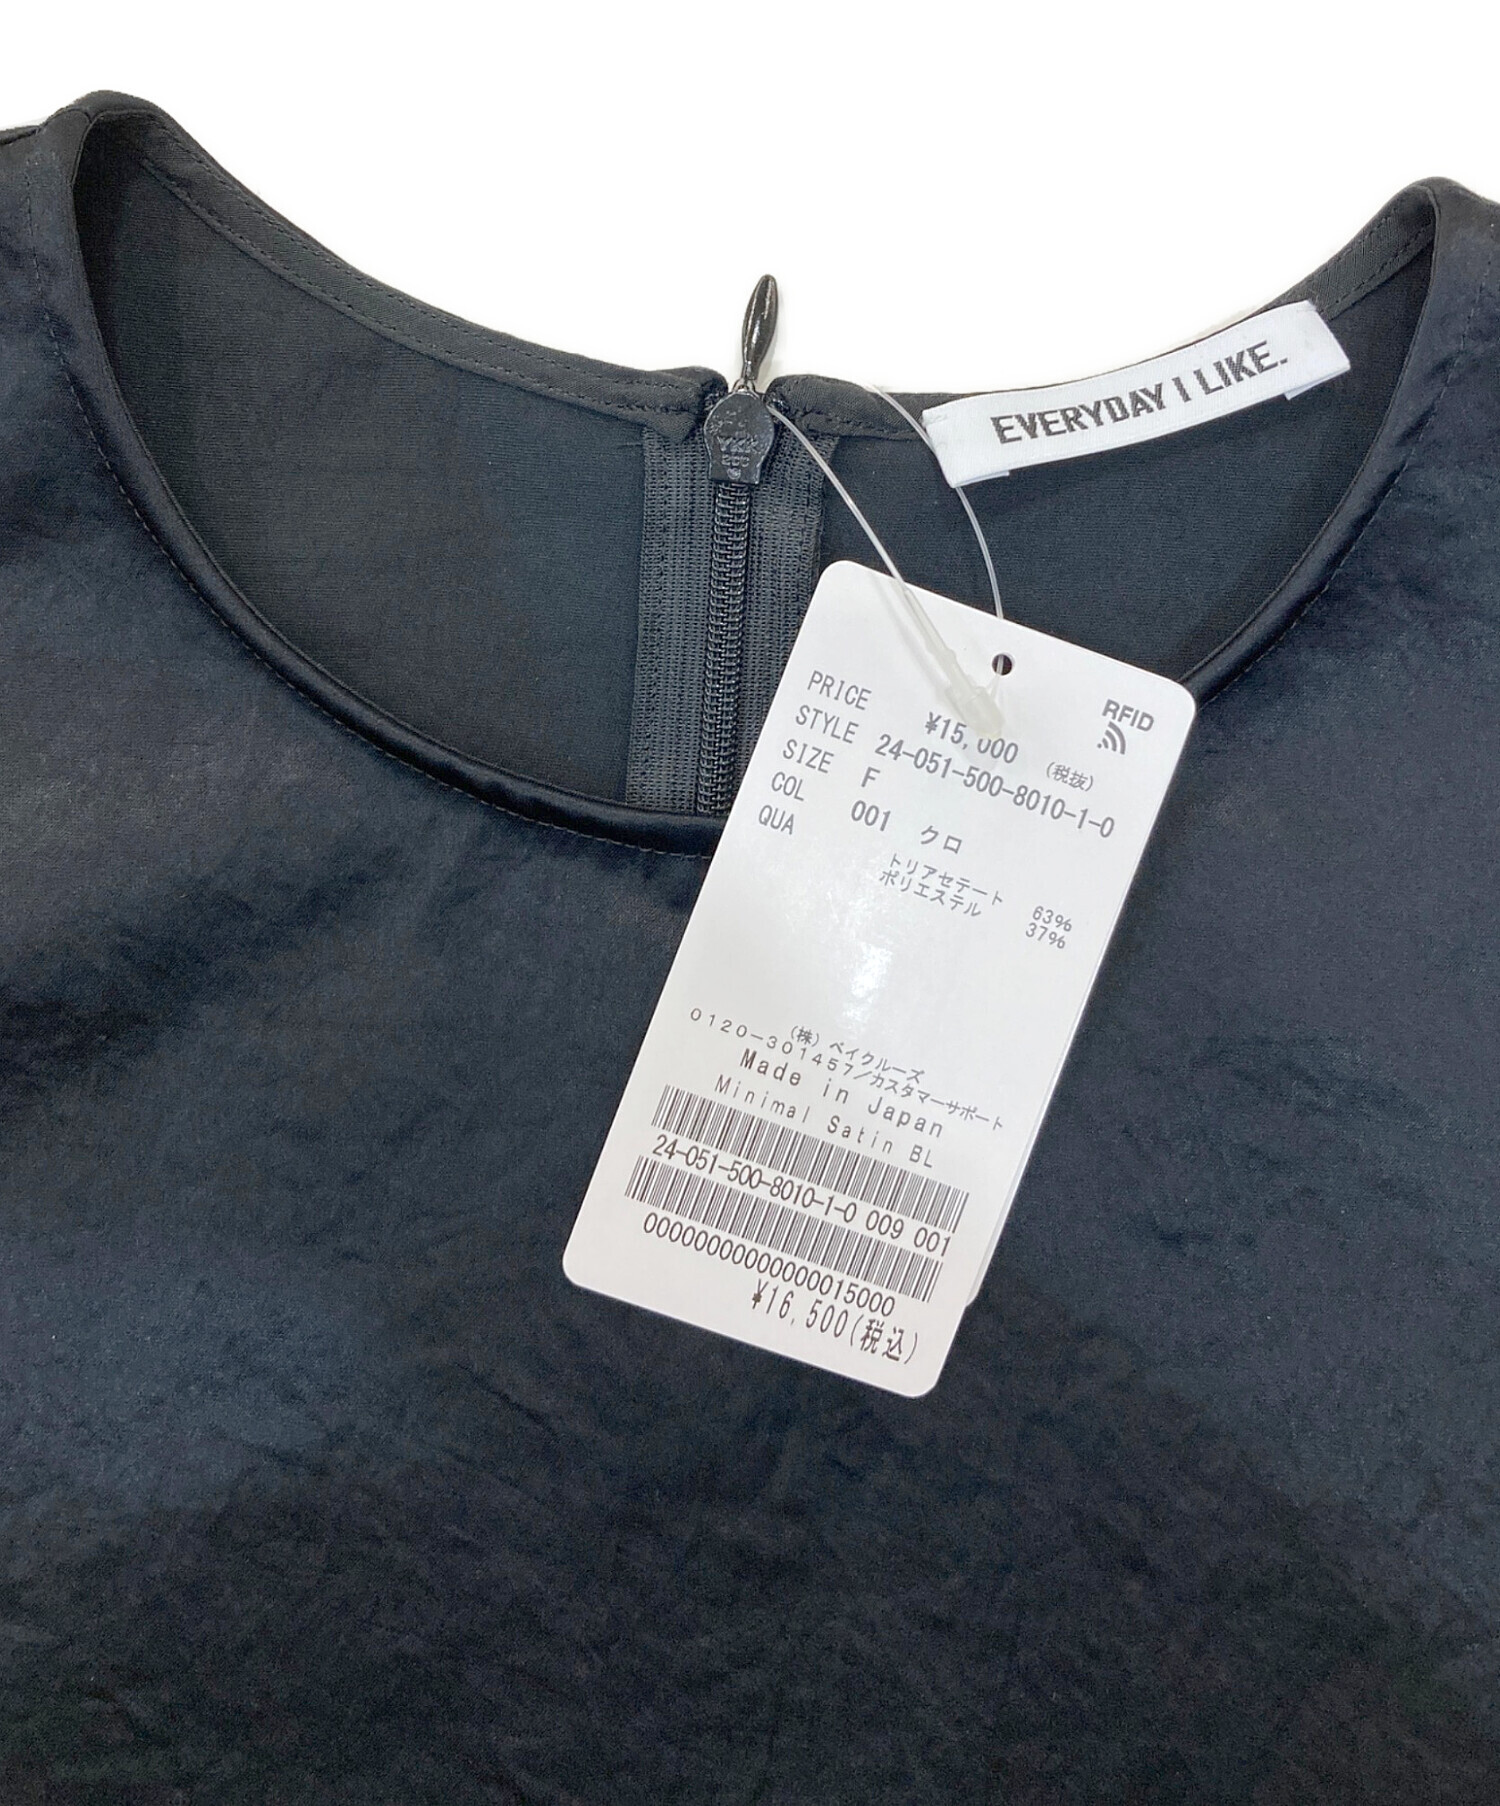 EVERYDAY I LIKE.
YKK
RFID
PRICE ¥15,000 (税抜)
STYLE 24-051-500-8010-1-0
SIZE F
COL 001 クロ
QUA
トリアセテート 63%
ポリエステル 37%
(株) ベイクルーズ
0120-301457/カスタマーサポート
Made in Japan
Minimal Satin BL
24-051-500-8010-1-0 009 001
0000000000000015000
¥16,500(税込)